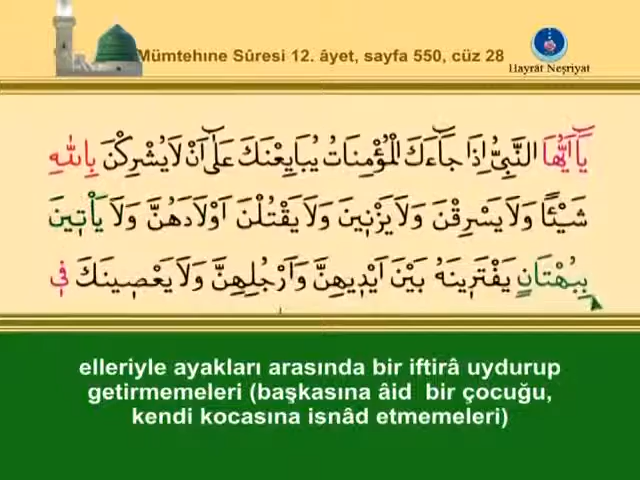 Mümtehıne Sûresi 12. âyet, sayfa 550, cüz 28
Hayrât Neşriyat
يَٓا اَيُّهَا النَّبِىُّ اِذَا جَٓاءَكَ الْمُؤْمِنَاتُ يُبَايِعْنَكَ عَلٰٓى اَنْ لَا يُشْرِكْنَ بِاللّٰهِ
شَيْئًا وَلَا يَسْرِقْنَ وَلَا يَزْنٖينَ وَلَا يَقْتُلْنَ اَوْلَادَهُنَّ وَلَا يَاْتٖينَ
بِبُهْتَانٍ يَفْتَرٖينَهُ بَيْنَ اَيْدٖيهِنَّ وَاَرْجُلِهِنَّ وَلَا يَعْصٖينَكَ فٖى
elleriyle ayakları arasında bir iftirâ uydurup
getirmemeleri (başkasına âid bir çocuğu,
kendi kocasına isnâd etmemeleri)